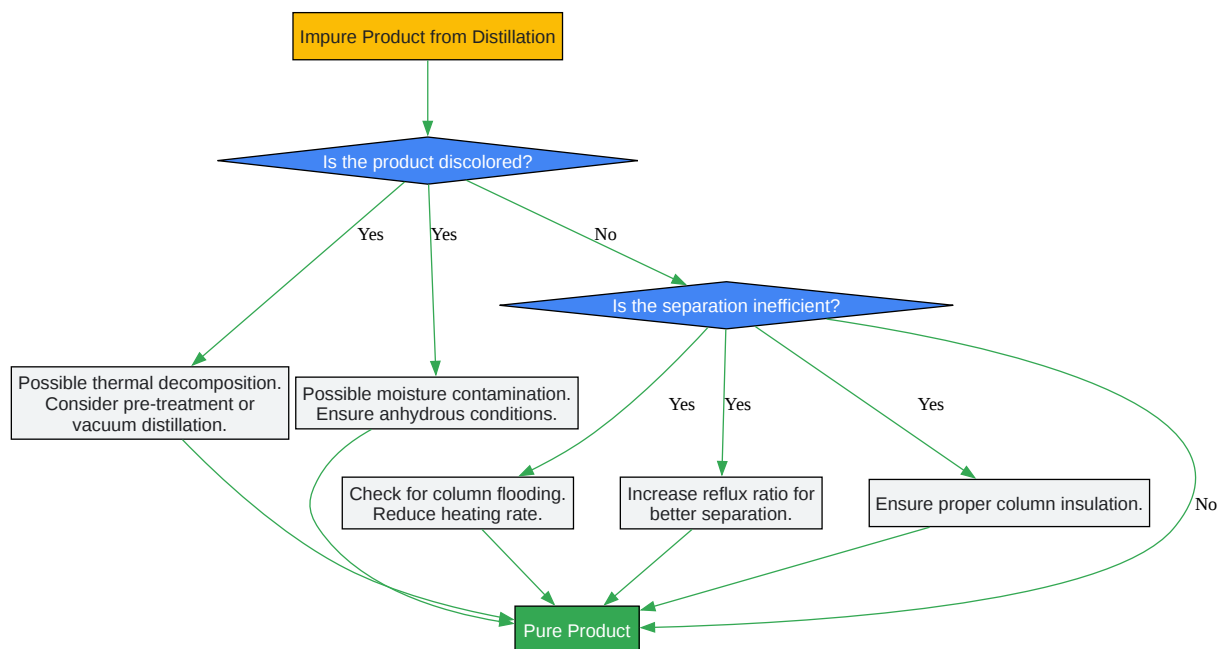 Impure Product from Distillation
Is the product discolored?
Yes
Yes
No
Is the separation inefficient?
Possible thermal decomposition.
Consider pre-treatment or
vacuum distillation.
Possible moisture contamination.
Ensure anhydrous conditions.
Yes
Yes
Yes
Check for column flooding.
Reduce heating rate.
Increase reflux ratio for
better separation.
Ensure proper column insulation.
No
Pure Product